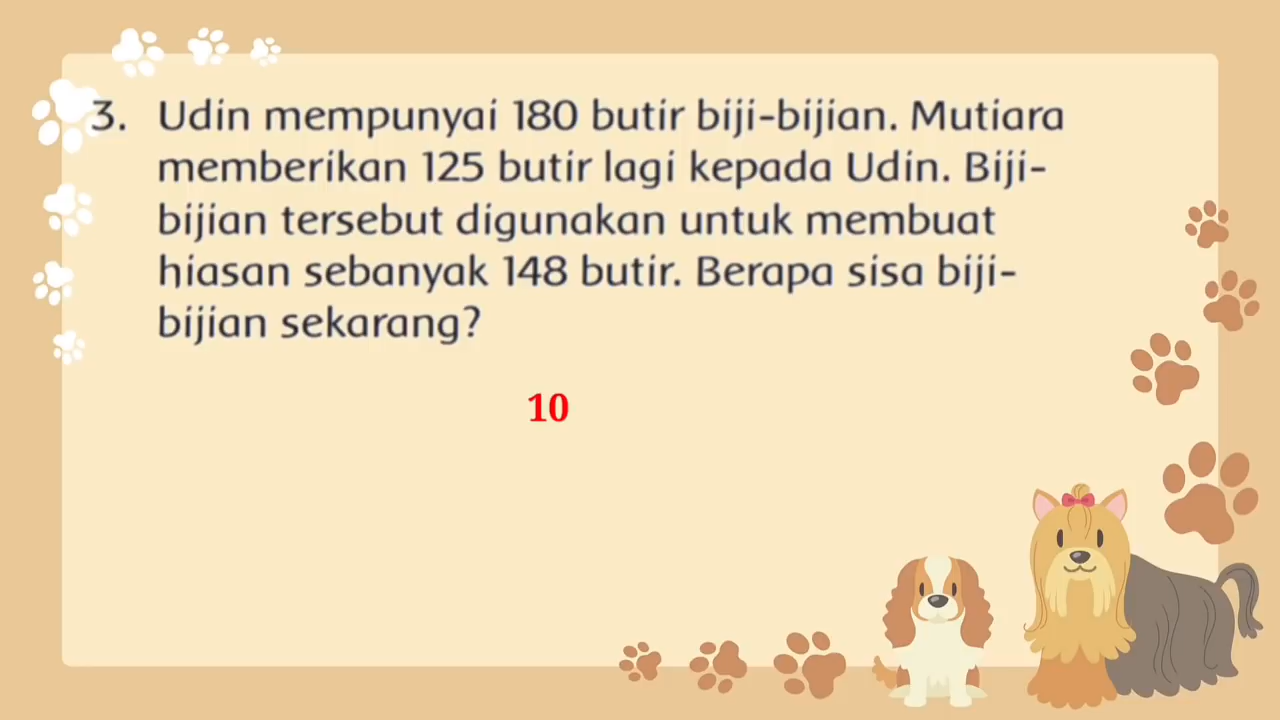 3. Udin mempunyai 180 butir biji-bijian. Mutiara
memberikan 125 butir lagi kepada Udin. Biji-
bijian tersebut digunakan untuk membuat
hiasan sebanyak 148 butir. Berapa sisa biji-
bijian sekarang?
10